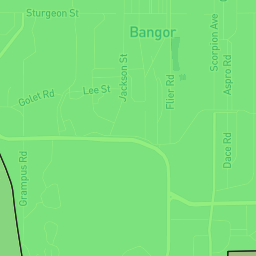 Sturgeon St
Bangor
Scorpion Ave
Jackson St
Aspro Rd
Flier Rd
Lee St
Golet Rd
Dace Rd
Grampus Rd